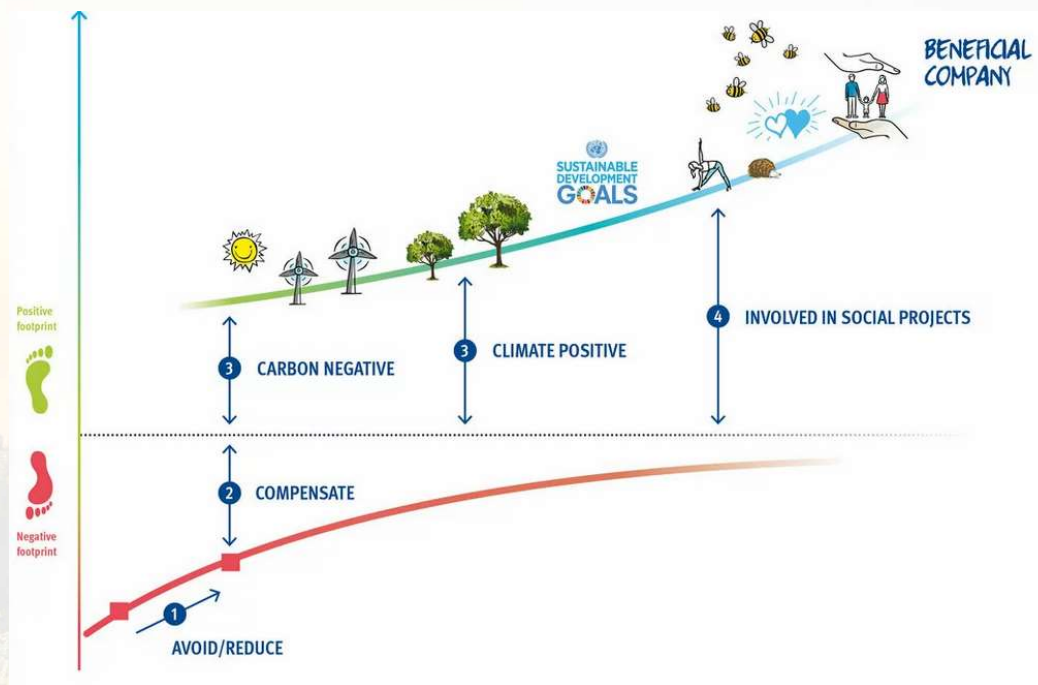 BENEFICIAL
COMPANY
SUSTAINABLE
DEVELOPMENT
GOALS
Positive
footprint
3 CARBON NEGATIVE
3 CLIMATE POSITIVE
4 INVOLVED IN SOCIAL PROJECTS
2 COMPENSATE
Negative
footprint
1
AVOID/REDUCE